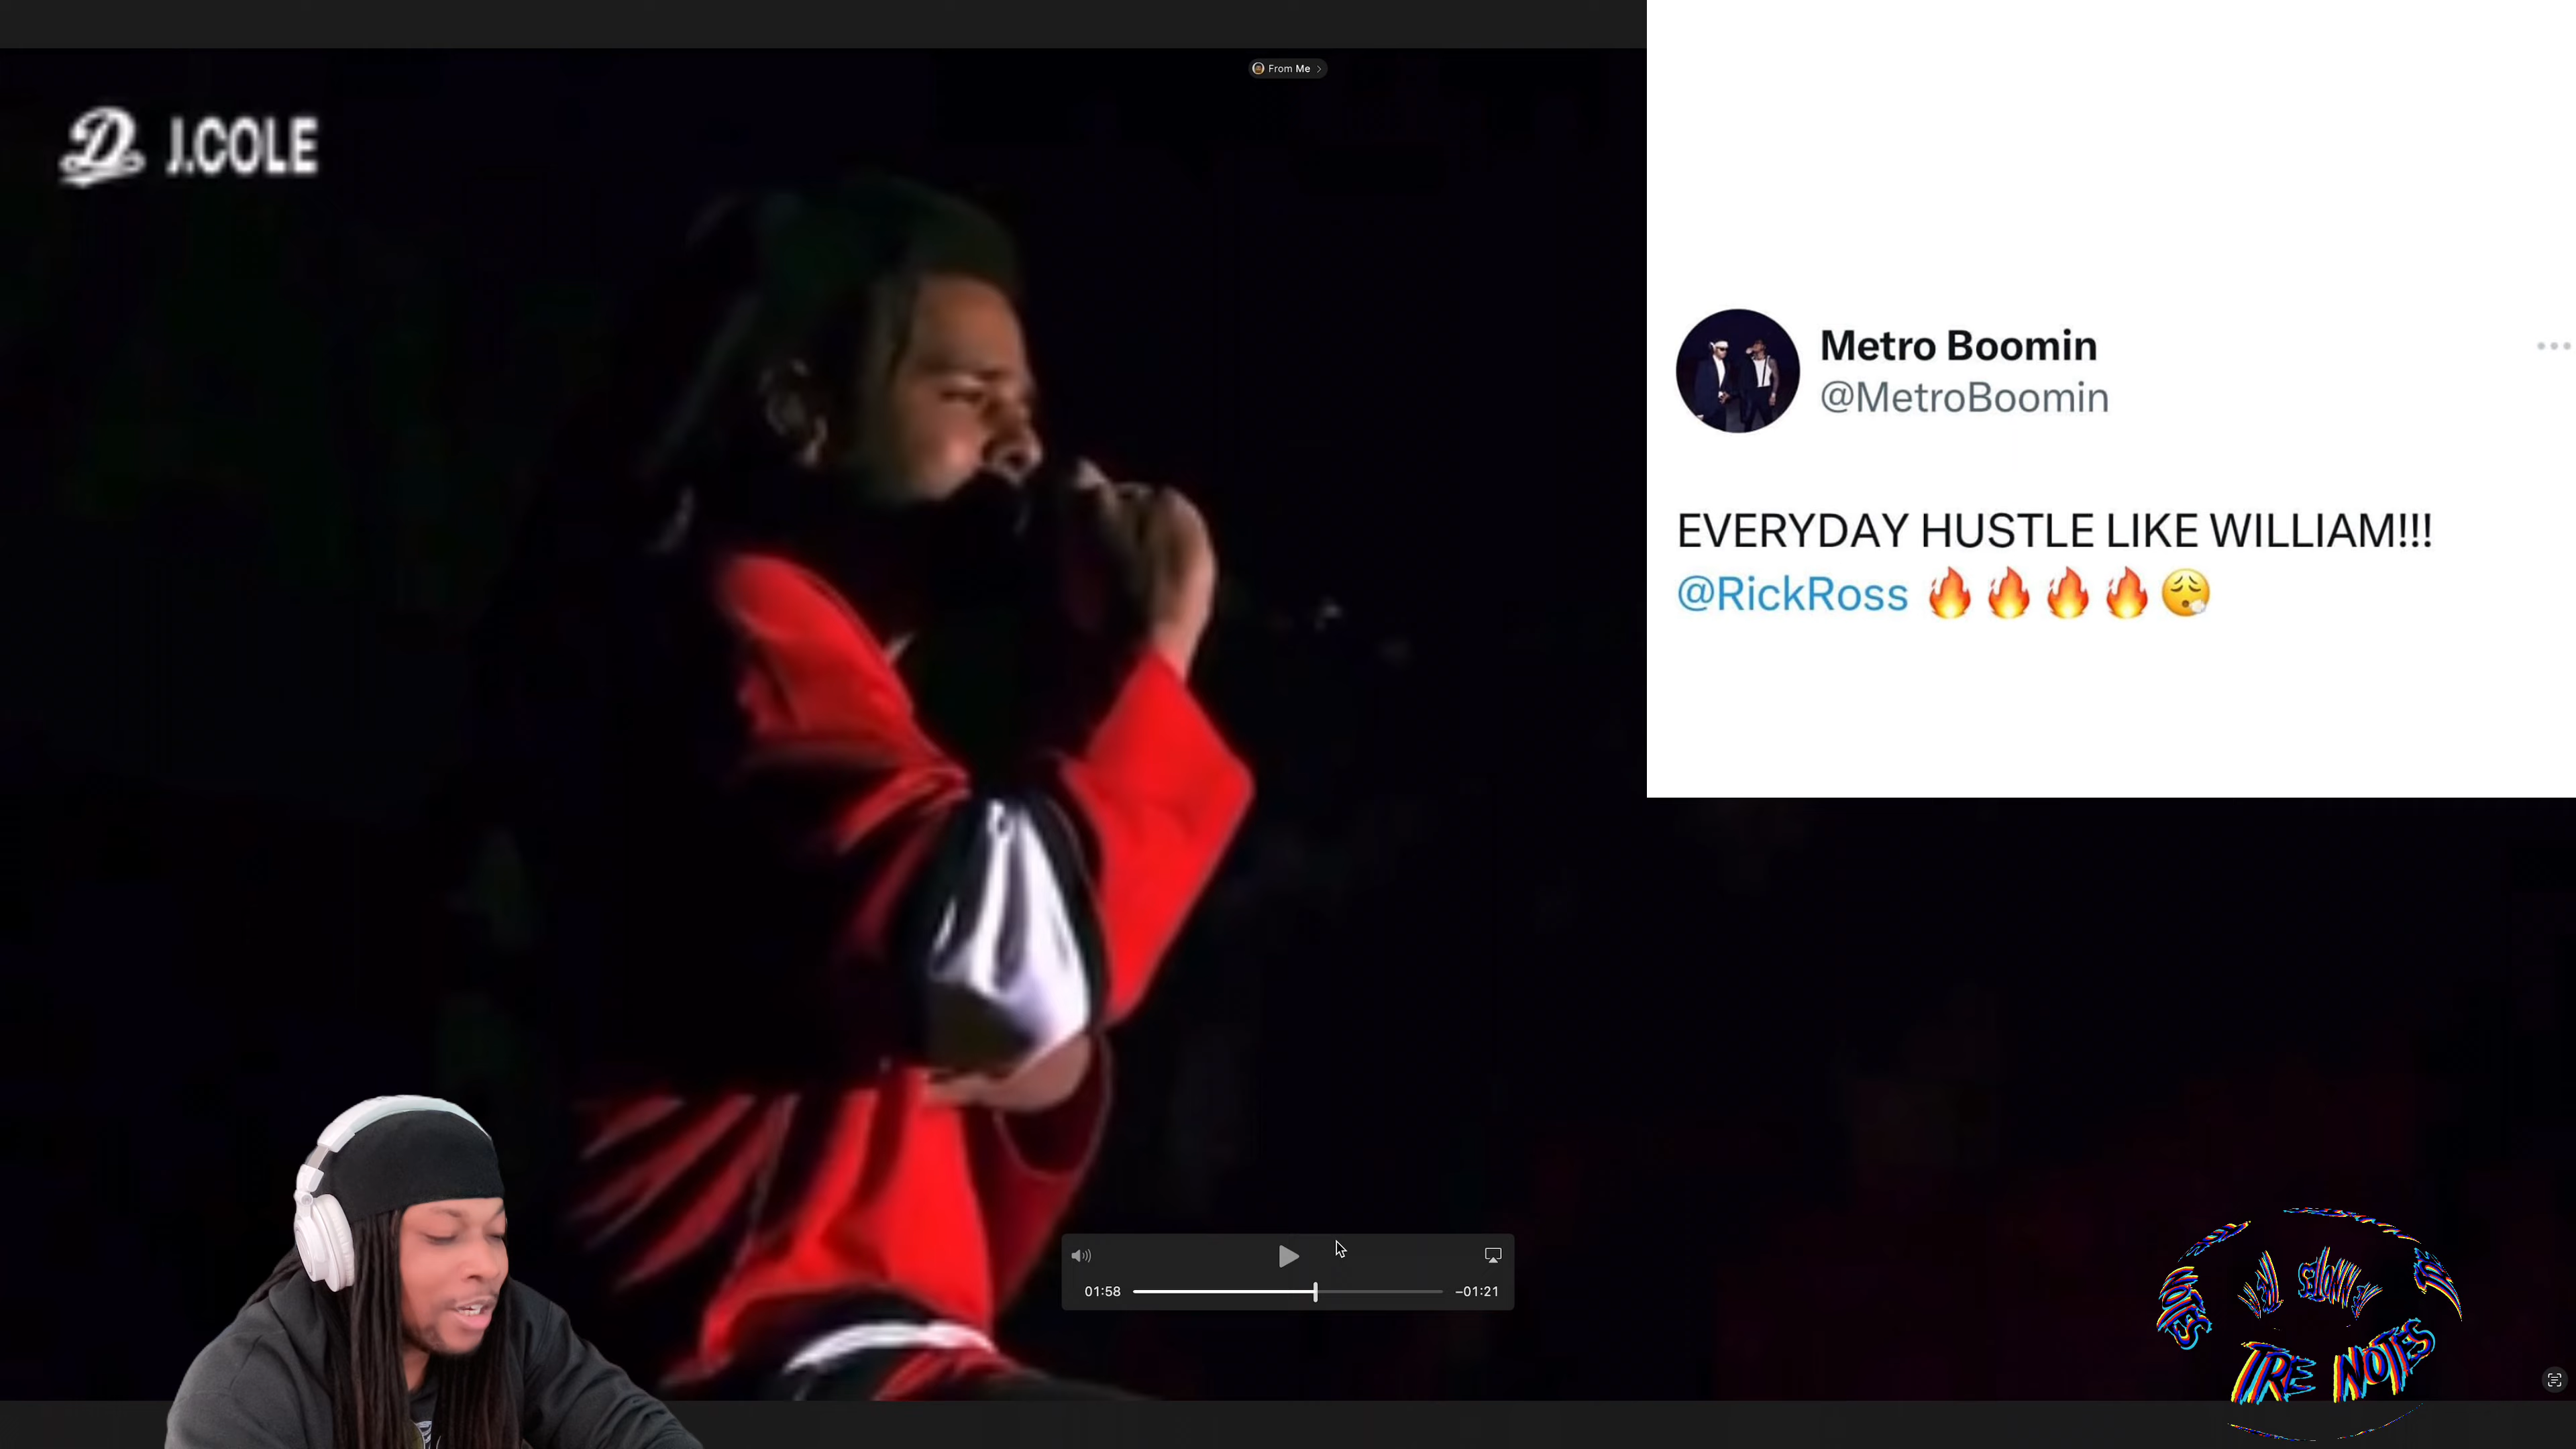 From Me
D J.COLE
Metro Boomin
@MetroBoomin
EVERYDAY HUSTLE LIKE WILLIAM!!!
@RickRoss 🔥🔥🔥🔥😮‍💨
01:58
–01:21
TRE NOTES